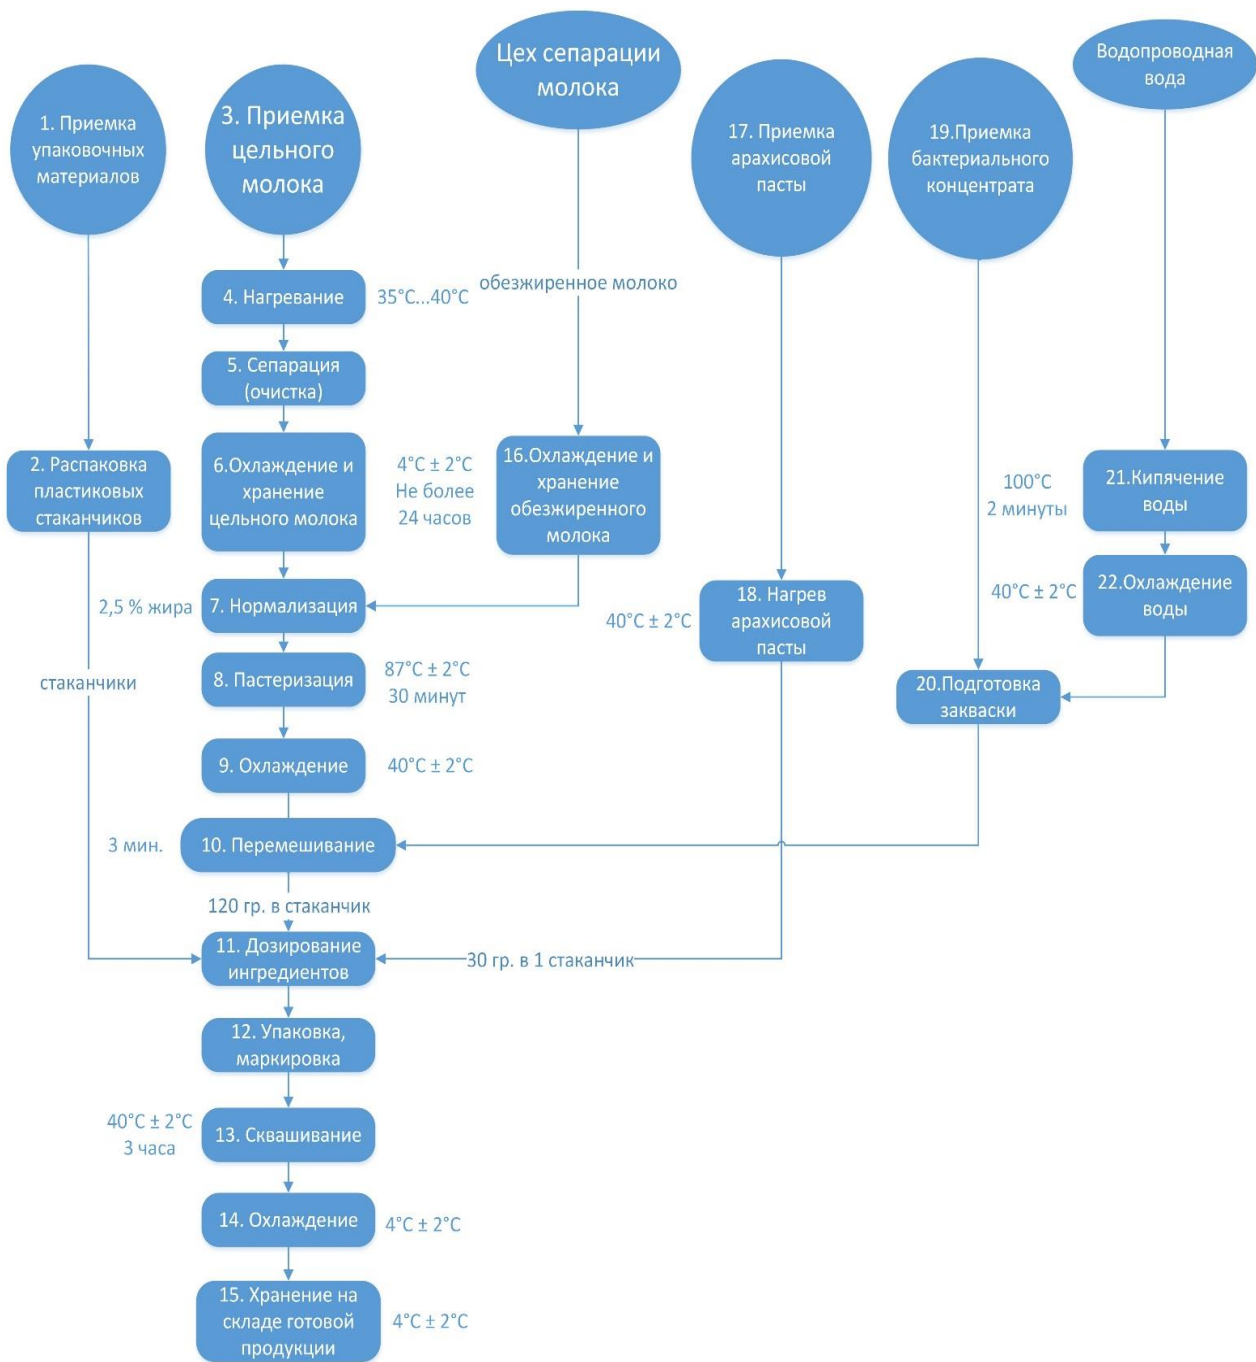 1. Приемка
упаковочных
материалов
3. Приемка
цельного
молока
Цех сепарации
молока
17. Приемка
арахисовой
пасты
19.Приемка
бактериального
концентрата
Водопроводная
вода
4. Нагревание
35°C...40°C
обезжиренное молоко
5. Сепарация
(очистка)
2. Распаковка
пластиковых
стаканчиков
6.Охлаждение и
хранение
цельного молока
4°C ± 2°C
Не более
24 часов
16.Охлаждение и
хранение
обезжиренного
молока
100°C
2 минуты
21.Кипячение
воды
2,5 % жира
7. Нормализация
40°C ± 2°C
18. Нагрев
арахисовой
пасты
40°C ± 2°C
22.Охлаждение
воды
стаканчики
8. Пастеризация
87°C ± 2°C
30 минут
20.Подготовка
закваски
9. Охлаждение
40°C ± 2°C
3 мин.
10. Перемешивание
120 гр. в стаканчик
11. Дозирование
ингредиентов
30 гр. в 1 стаканчик
12. Упаковка,
маркировка
40°C ± 2°C
3 часа
13. Сквашивание
14. Охлаждение
4°C ± 2°C
15. Хранение на
складе готовой
продукции
4°C ± 2°C